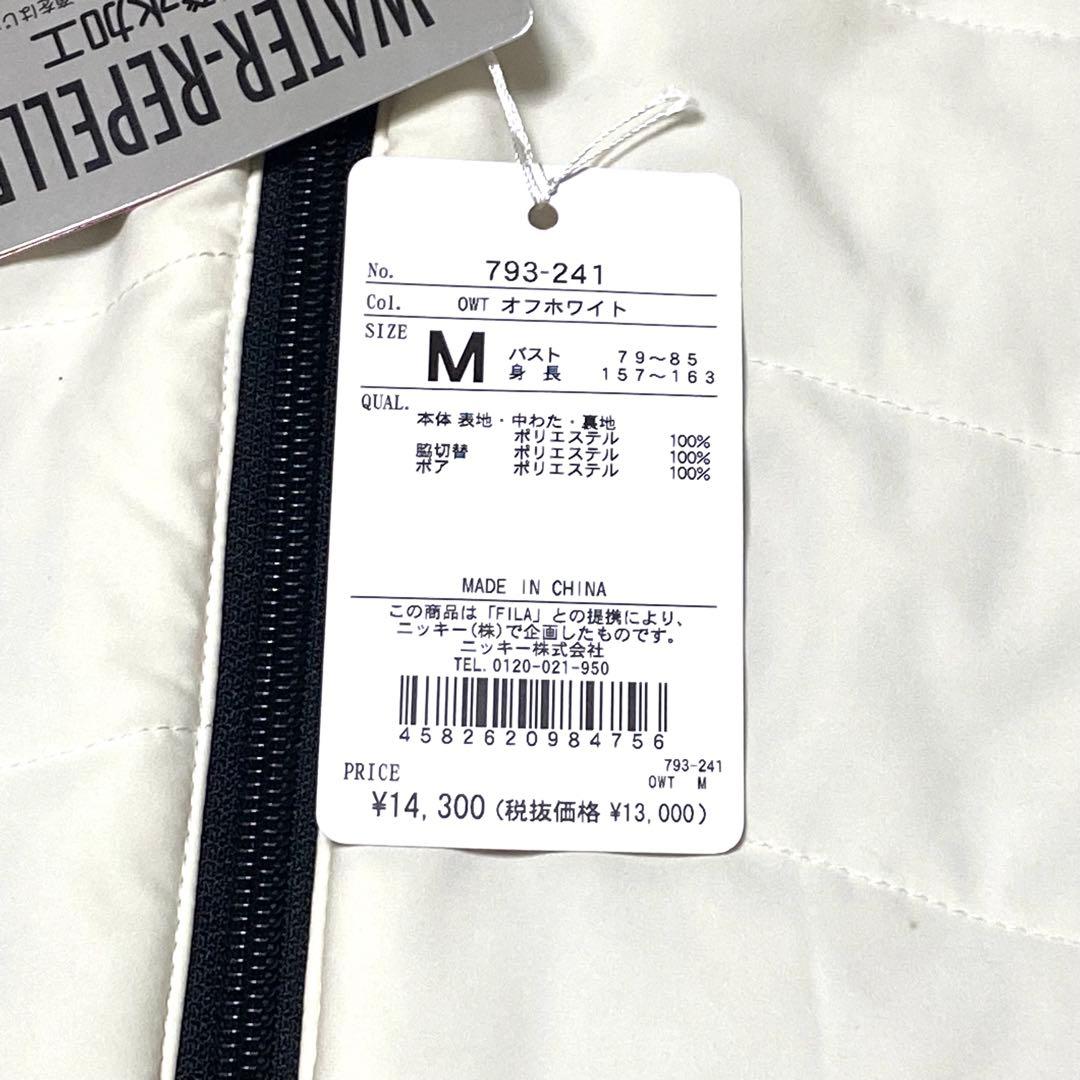 WATER-REPELLE
水加工
No. 793-241
Col. OWT オフホワイト
SIZE M バスト 79〜85
身長 157〜163
QUAL.
本体 表地・中わた・裏地
ポリエステル 100%
脇切替 ポリエステル 100%
ボア ポリエステル 100%
MADE IN CHINA
この商品は「FILA」との提携により、
ニッキー(株)で企画したものです。
ニッキー株式会社
TEL.0120-021-950
4582620984756
793-241
OWT M
PRICE
¥14,300(税抜価格 ¥13,000)